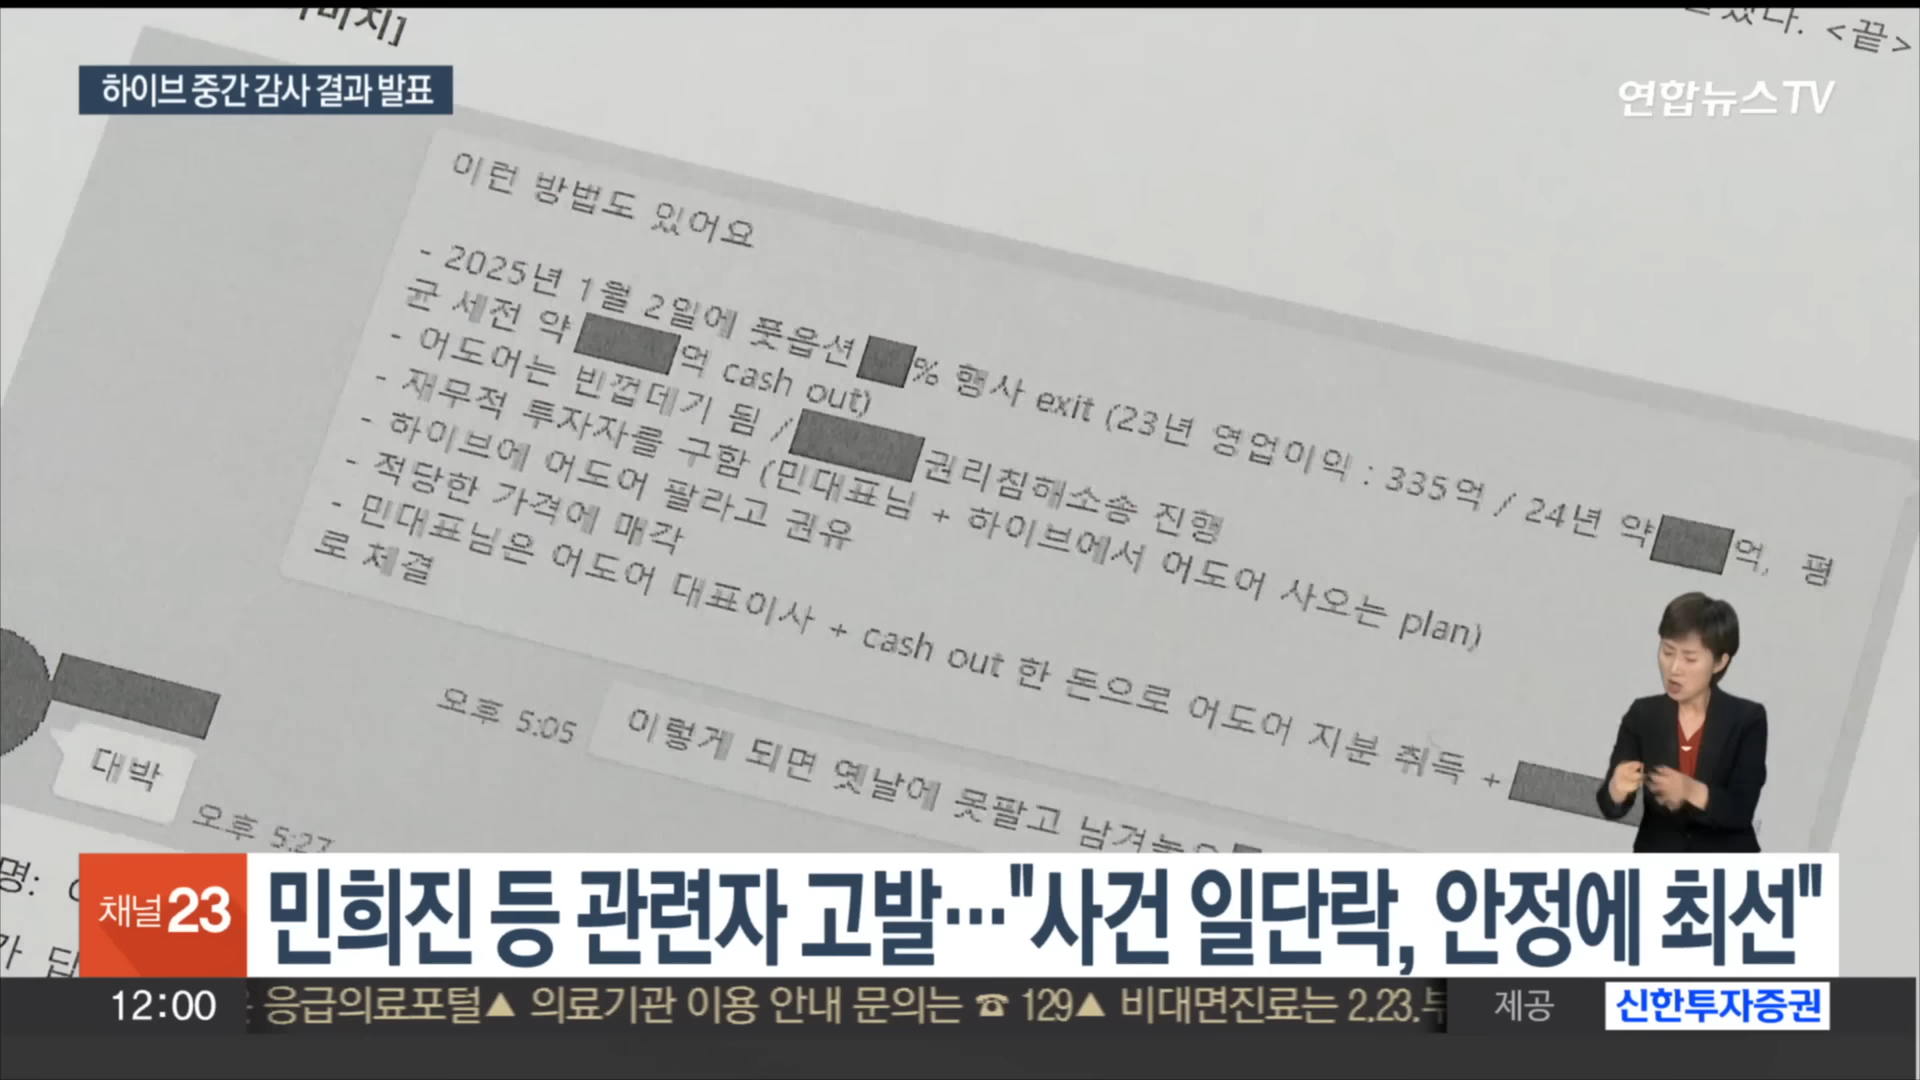 이미지]
<끝>
하이브 중간 감사 결과 발표
연합뉴스TV
이런 방법도 있어요
- 2025년 1월 2일에 풋옵션 % 행사 exit (23년 영업이익 : 335억 / 24년 약 억, 평
균 세전 약 억 cash out)
- 어도어는 빈껍데기 됨 / 권리침해소송 진행
- 재무적 투자자를 구함 (민대표님 + 하이브에서 어도어 사오는 plan)
- 하이브에 어도어 팔라고 권유
- 적당한 가격에 매각
- 민대표님은 어도어 대표이사 + cash out 한 돈으로 어도어 지분 취득 +
로 체결
오후 5:05
이렇게 되면 옛날에 못팔고 남겨놓은
대박
오후 5:27
명:
가 답
채널 23
민희진 등 관련자 고발…"사건 일단락, 안정에 최선"
12:00
응급의료포털▲ 의료기관 이용 안내 문의는 ☎ 129▲ 비대면진료는 2.23.부
제공
신한투자증권